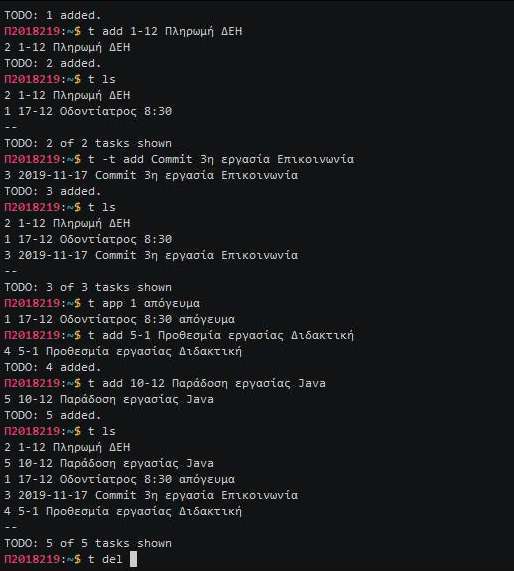 TODO: 1 added.
Π2018219:~$ t add 1-12 Πληρωμή ΔΕΗ
2 1-12 Πληρωμή ΔΕΗ
TODO: 2 added.
Π2018219:~$ t ls
2 1-12 Πληρωμή ΔΕΗ
1 17-12 Οδοντίατρος 8:30
--
TODO: 2 of 2 tasks shown
Π2018219:~$ t -t add Commit 3η εργασία Επικοινωνία
3 2019-11-17 Commit 3η εργασία Επικοινωνία
TODO: 3 added.
Π2018219:~$ t ls
2 1-12 Πληρωμή ΔΕΗ
1 17-12 Οδοντίατρος 8:30
3 2019-11-17 Commit 3η εργασία Επικοινωνία
--
TODO: 3 of 3 tasks shown
Π2018219:~$ t app 1 απόγευμα
1 17-12 Οδοντίατρος 8:30 απόγευμα
Π2018219:~$ t add 5-1 Προθεσμία εργασίας Διδακτική
4 5-1 Προθεσμία εργασίας Διδακτική
TODO: 4 added.
Π2018219:~$ t add 10-12 Παράδοση εργασίας Java
5 10-12 Παράδοση εργασίας Java
TODO: 5 added.
Π2018219:~$ t ls
2 1-12 Πληρωμή ΔΕΗ
5 10-12 Παράδοση εργασίας Java
1 17-12 Οδοντίατρος 8:30 απόγευμα
3 2019-11-17 Commit 3η εργασία Επικοινωνία
4 5-1 Προθεσμία εργασίας Διδακτική
--
TODO: 5 of 5 tasks shown
Π2018219:~$ t del